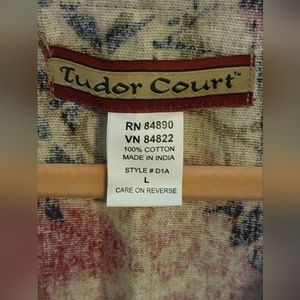 Tudor Court™
RN 84890
VN 84822
100% COTTON
MADE IN INDIA
STYLE # D1A
L
CARE ON REVERSE